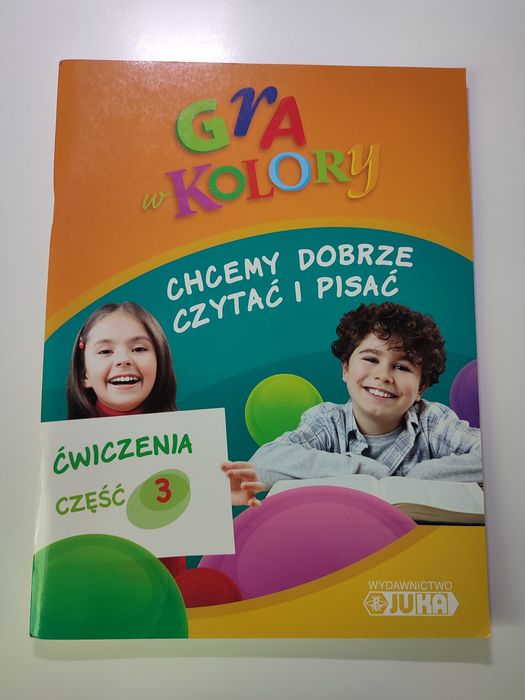 GrA
w KOLORy
CHCEMY DOBRZE
CZYTAĆ I PISAĆ
ĆWICZENIA
CZĘŚĆ 3
WYDAWNICTWO
JUKA